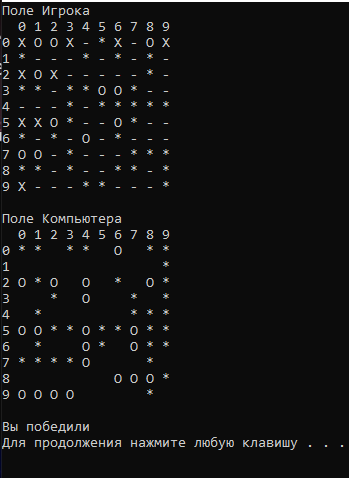 Поле Игрока
  0 1 2 3 4 5 6 7 8 9
0 X O O X - * X - O X
1 * - - - * - * - * -
2 X O X - - - - - * -
3 * * - * * O O * - -
4 - - - * - * * * * *
5 X X O * - - O * - -
6 * - * - O - * - - -
7 O O - * - - - * * *
8 * * - * - - * * - *
9 X - - - * * - - - *
Поле Компьютера
  0 1 2 3 4 5 6 7 8 9
0 * *   * *   O   * *
1                   *
2 O * O   O   *   O *
3     *   O     *   *
4   *           * * *
5 O O * * O * * O * *
6   *     O *   O * *
7 * * * * O       *
8             O O O *
9 O O O O         *
Вы победили
Для продолжения нажмите любую клавишу . . .